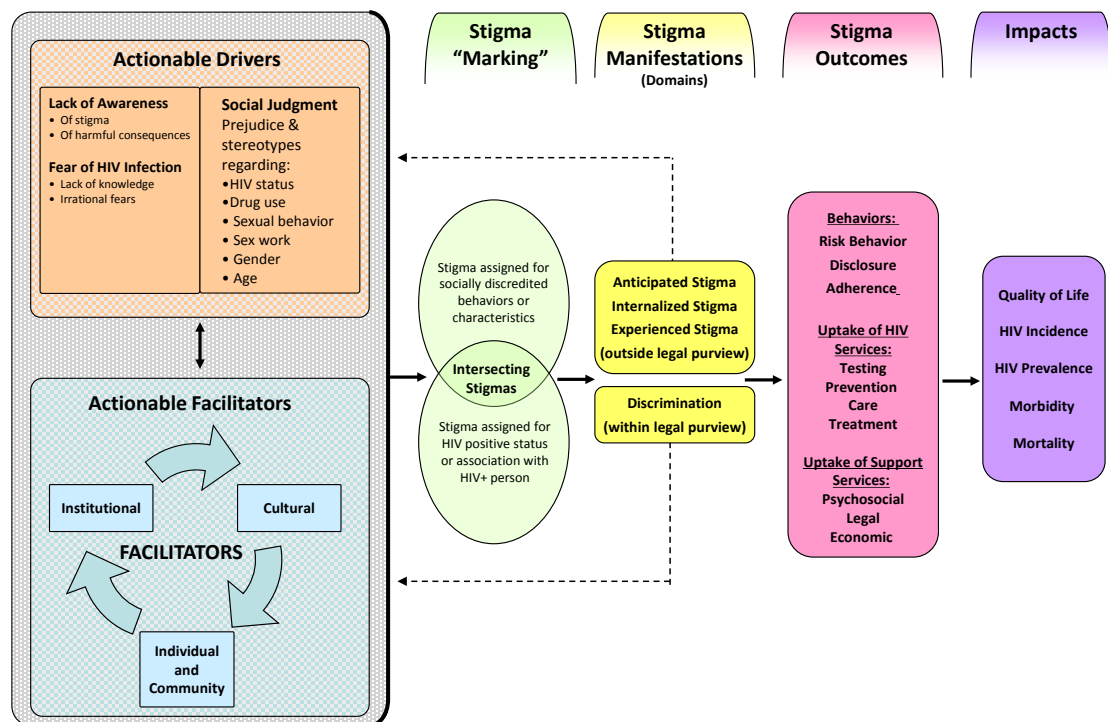 Actionable Drivers
Lack of Awareness
• Of stigma
• Of harmful consequences
Fear of HIV Infection
• Lack of knowledge
• Irrational fears
Social Judgment
Prejudice &
stereotypes
regarding:
•HIV status
•Drug use
• Sexual behavior
• Sex work
• Gender
• Age
Actionable Facilitators
Institutional
Cultural
FACILITATORS
Individual
and
Community
Stigma
“Marking”
Stigma assigned for
socially discredited
behaviors or
characteristics
Intersecting
Stigmas
Stigma assigned for
HIV positive status
or association with
HIV+ person
Stigma
Manifestations
(Domains)
Anticipated Stigma
Internalized Stigma
Experienced Stigma
(outside legal purview)
Discrimination
(within legal purview)
Stigma
Outcomes
Behaviors:
Risk Behavior
Disclosure
Adherence
Uptake of HIV
Services:
Testing
Prevention
Care
Treatment
Uptake of Support
Services:
Psychosocial
Legal
Economic
Impacts
Quality of Life
HIV Incidence
HIV Prevalence
Morbidity
Mortality